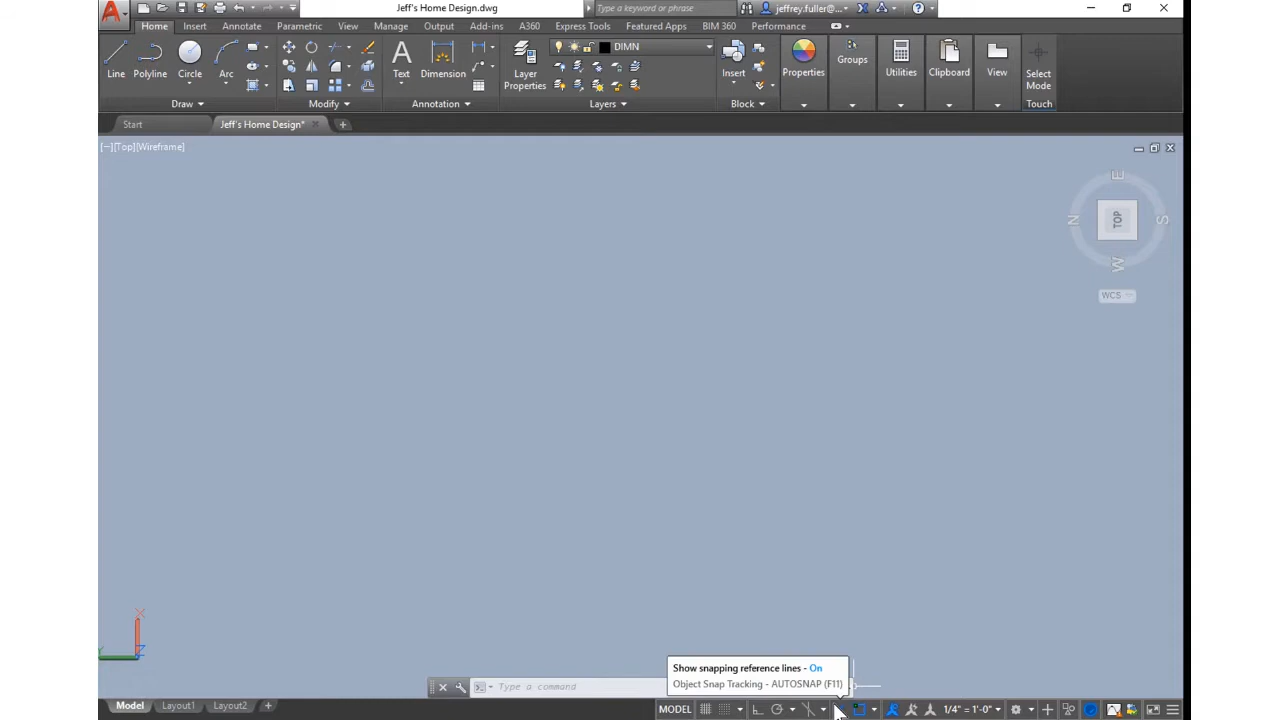 Jeff's Home Design.dwg
Type a keyword or phrase
jeffrey.fuller@...
Home Insert Annotate Parametric View Manage Output Add-ins A360 Express Tools Featured Apps BIM 360 Performance
DIMN
Line Polyline Circle Arc Text Dimension Layer Properties Insert Properties Groups Utilities Clipboard View Select Mode
Draw Modify Annotation Layers Block Touch
Start Jeff's Home Design*
[−][Top][Wireframe]
E
N TOP S
W
WCS
X
Y Z
Show snapping reference lines - On
Object Snap Tracking - AUTOSNAP (F11)
Type a command
Model Layout1 Layout2 MODEL 1/4" = 1'-0"